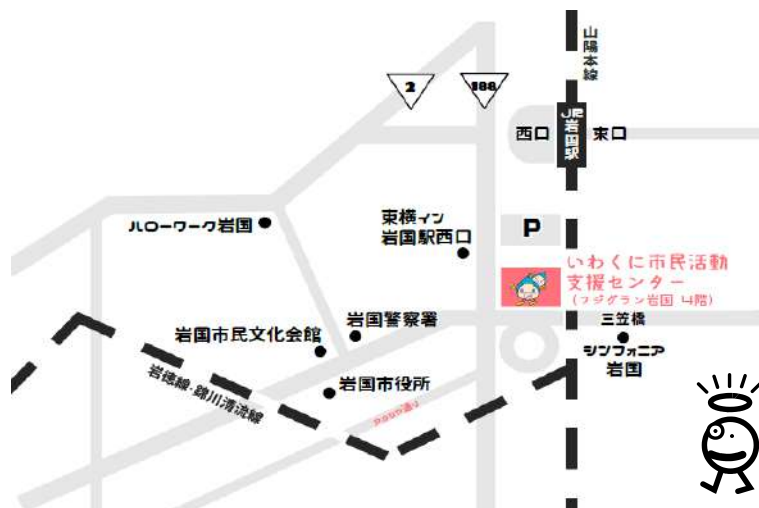 山陽本線
2
188
JR岩国駅
西口
東口
ハローワーク岩国
東横イン
岩国駅西口
P
いわくに市民活動
支援センター
(フジグラン岩国 4階)
三笠橋
シンフォニア
岩国
岩国警察署
岩国市民文化会館
岩国市役所
岩徳線・錦川清流線